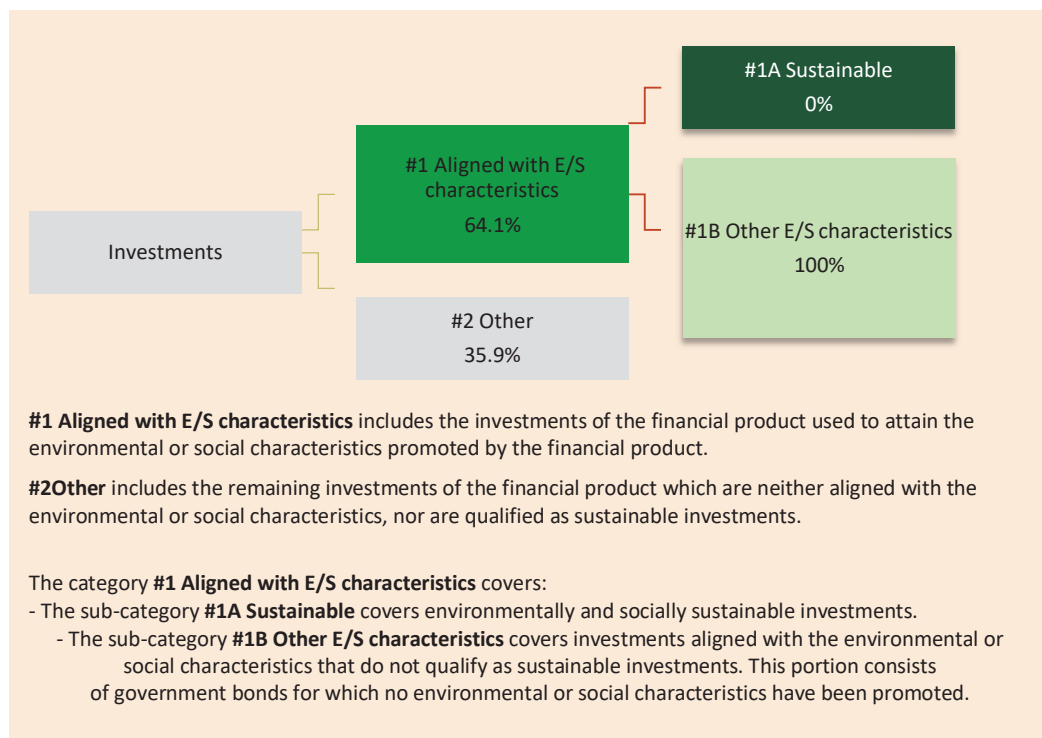 #1A Sustainable
0%
#1 Aligned with E/S
characteristics
64.1%
Investments
#1B Other E/S characteristics
100%
#2 Other
35.9%
#1 Aligned with E/S characteristics includes the investments of the financial product used to attain the
environmental or social characteristics promoted by the financial product.
#2Other includes the remaining investments of the financial product which are neither aligned with the
environmental or social characteristics, nor are qualified as sustainable investments.
The category #1 Aligned with E/S characteristics covers:
- The sub-category #1A Sustainable covers environmentally and socially sustainable investments.
- The sub-category #1B Other E/S characteristics covers investments aligned with the environmental or
social characteristics that do not qualify as sustainable investments. This portion consists
of government bonds for which no environmental or social characteristics have been promoted.